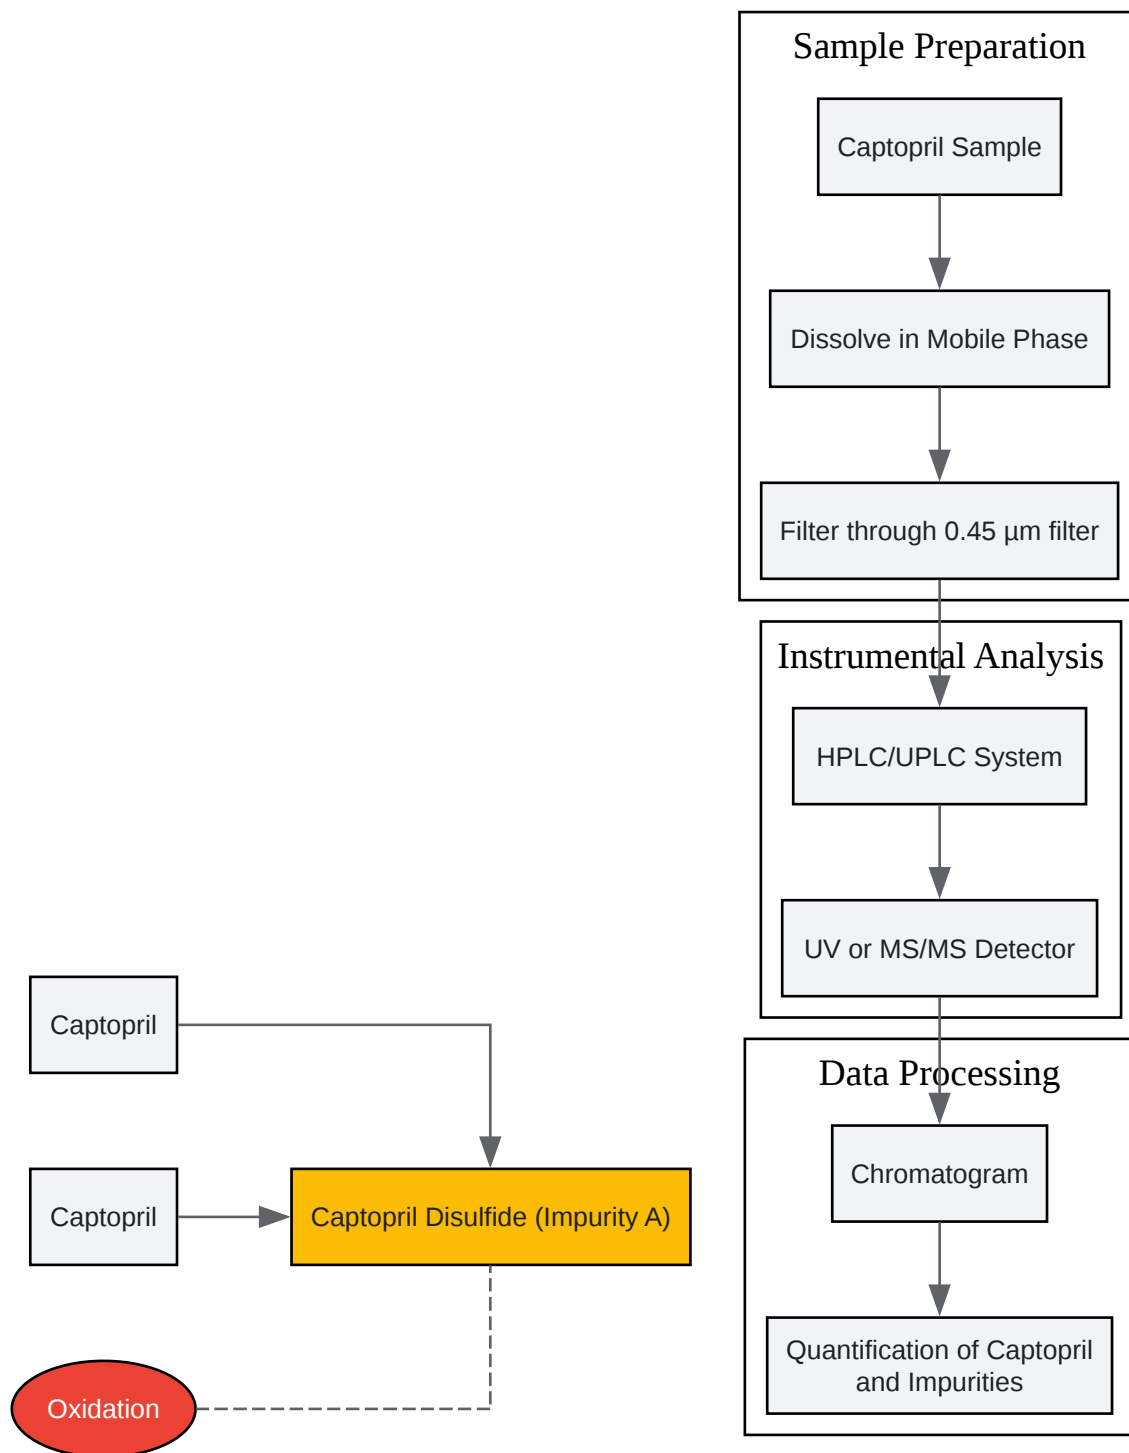 Sample Preparation
Captopril Sample
Dissolve in Mobile Phase
Filter through 0.45 µm filter
Instrumental Analysis
HPLC/UPLC System
UV or MS/MS Detector
Data Processing
Chromatogram
Quantification of Captopril
and Impurities
Captopril
Captopril
Captopril Disulfide (Impurity A)
Oxidation